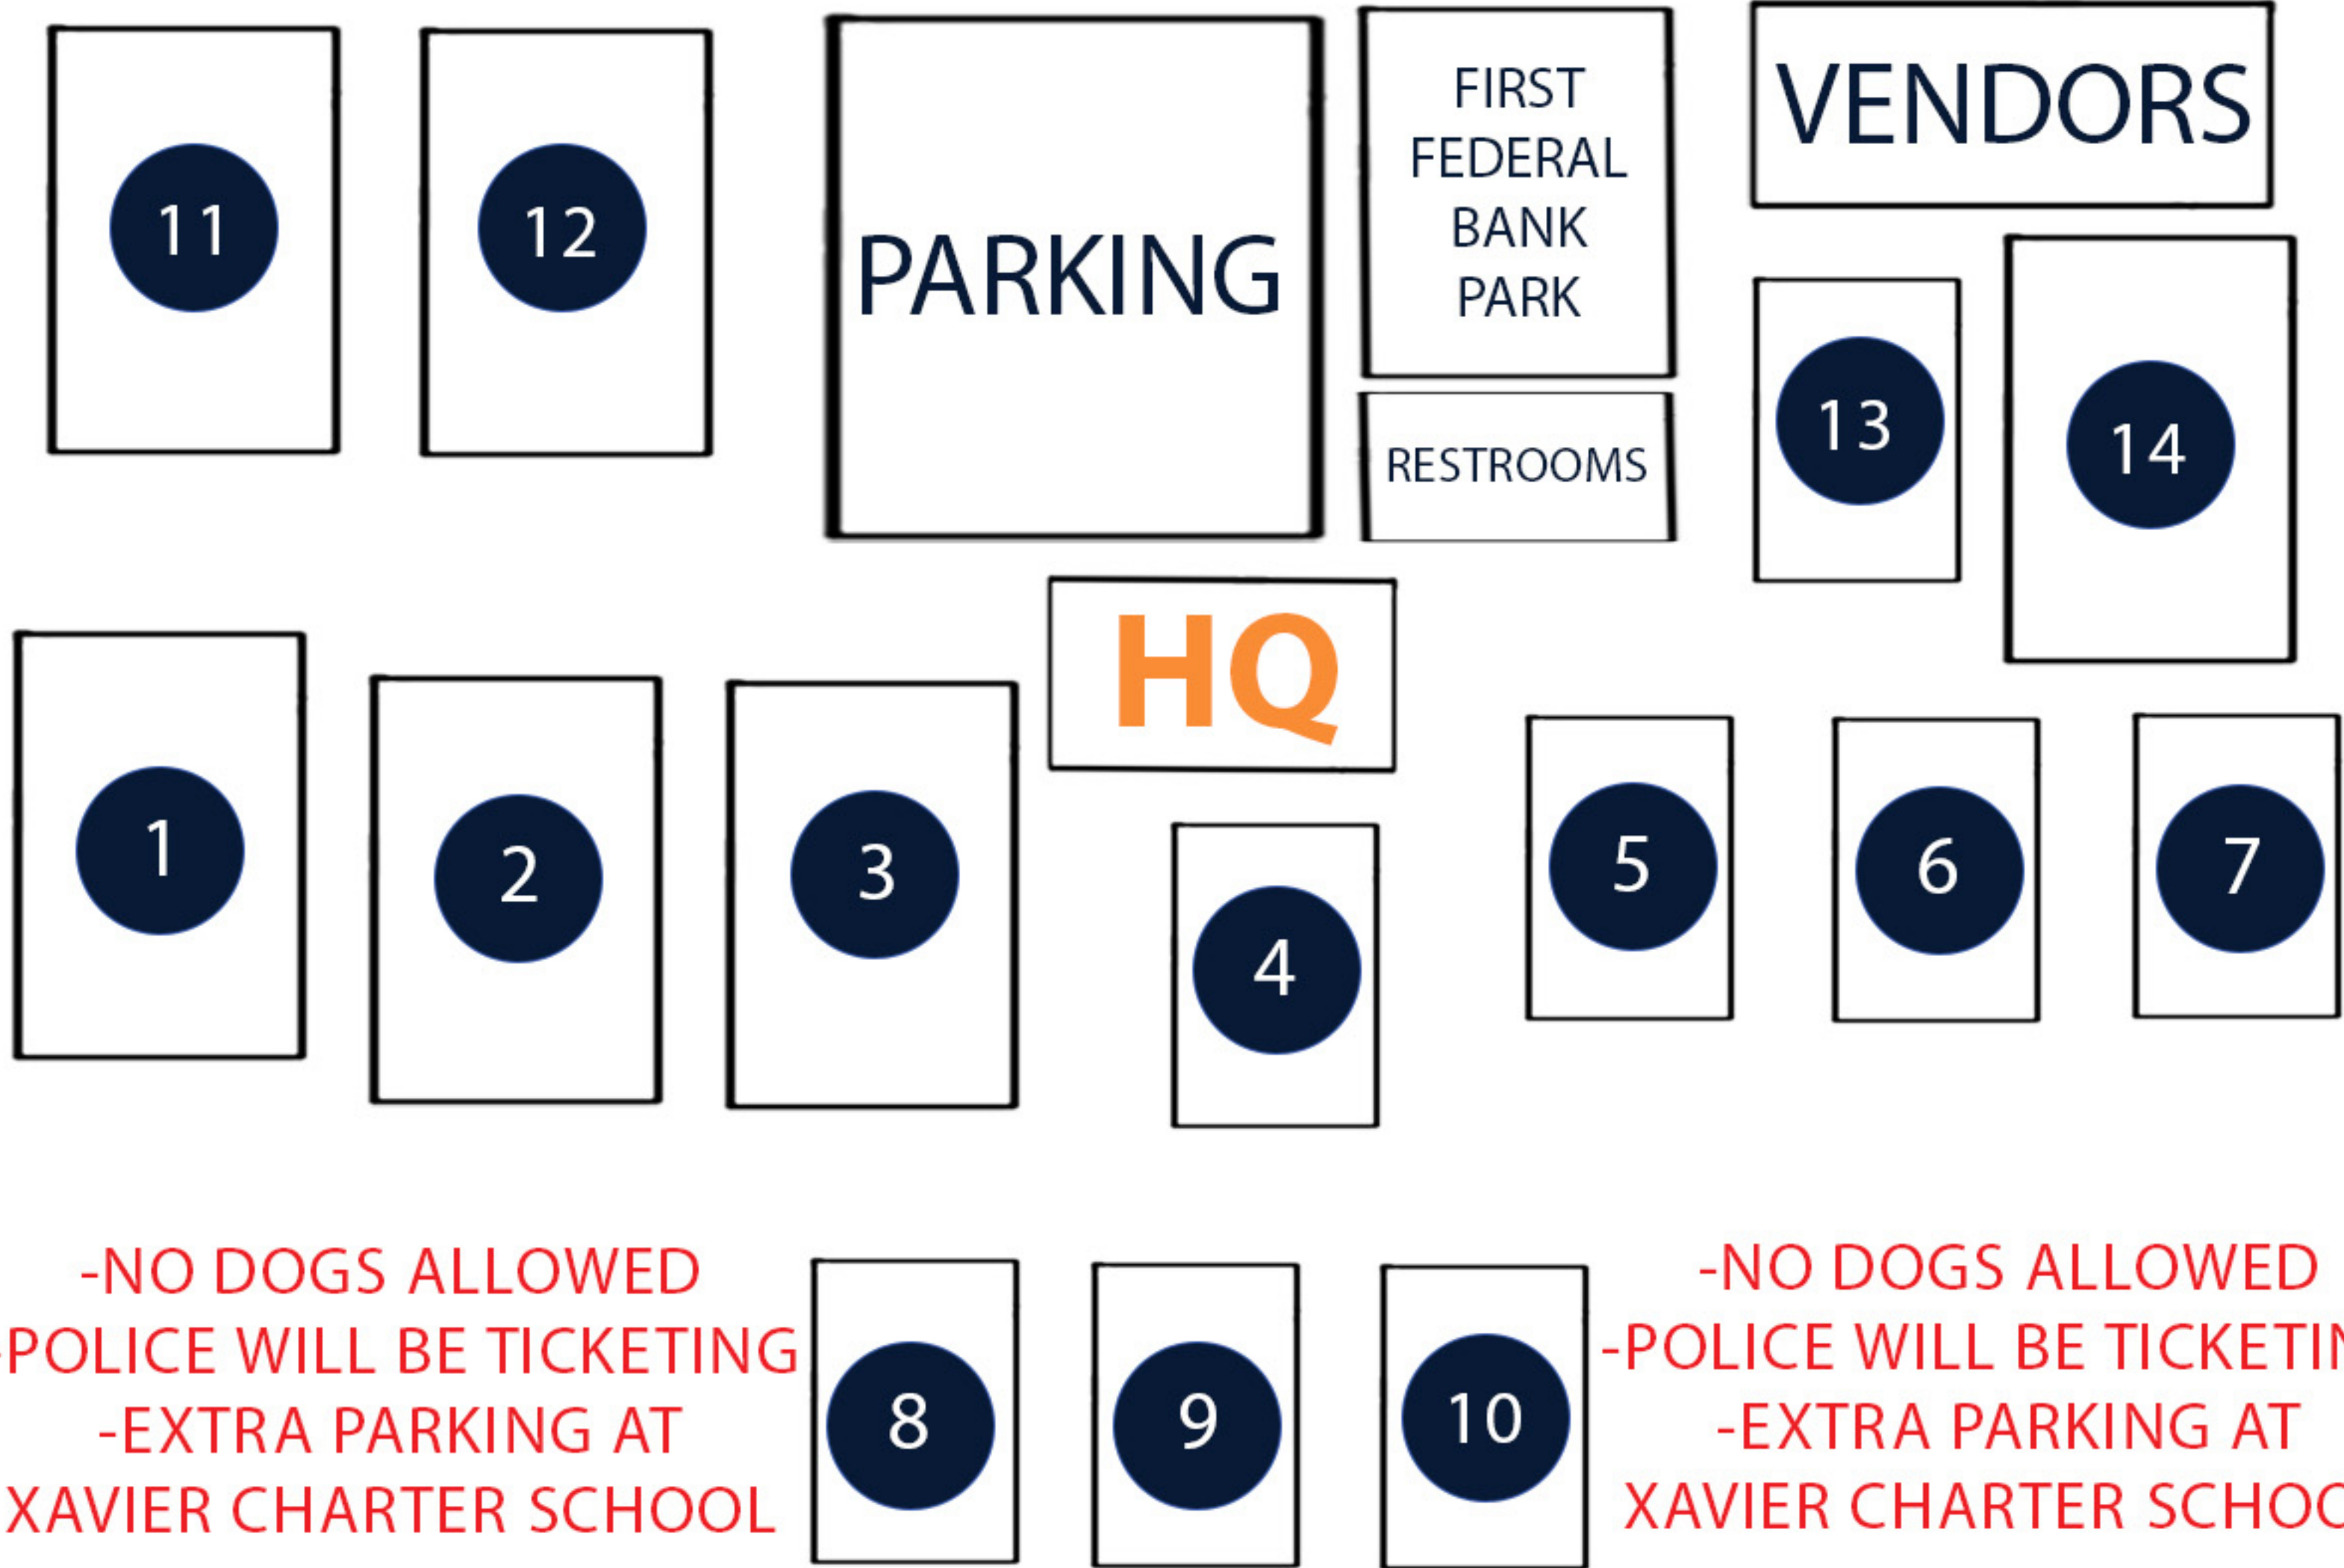 11
12
PARKING
FIRST
FEDERAL
BANK
PARK
RESTROOMS
VENDORS
13
14
HQ
1
2
3
4
5
6
7
-NO DOGS ALLOWED
-POLICE WILL BE TICKETING
-EXTRA PARKING AT
XAVIER CHARTER SCHOOL
8
9
10
-NO DOGS ALLOWED
-POLICE WILL BE TICKETIN
-EXTRA PARKING AT
XAVIER CHARTER SCHOO